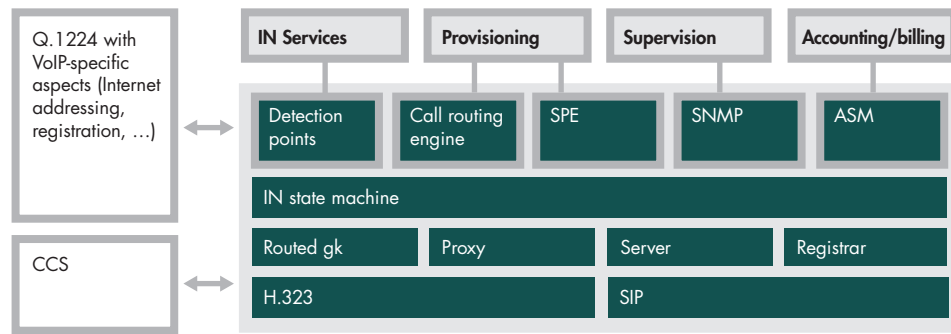 Q.1224 with
VoIP-specific
aspects (Internet
addressing,
registration, …)
IN Services
Provisioning
Supervision
Accounting/billing
Detection
points
Call routing
engine
SPE
SNMP
ASM
IN state machine
Routed gk
Proxy
Server
Registrar
CCS
H.323
SIP